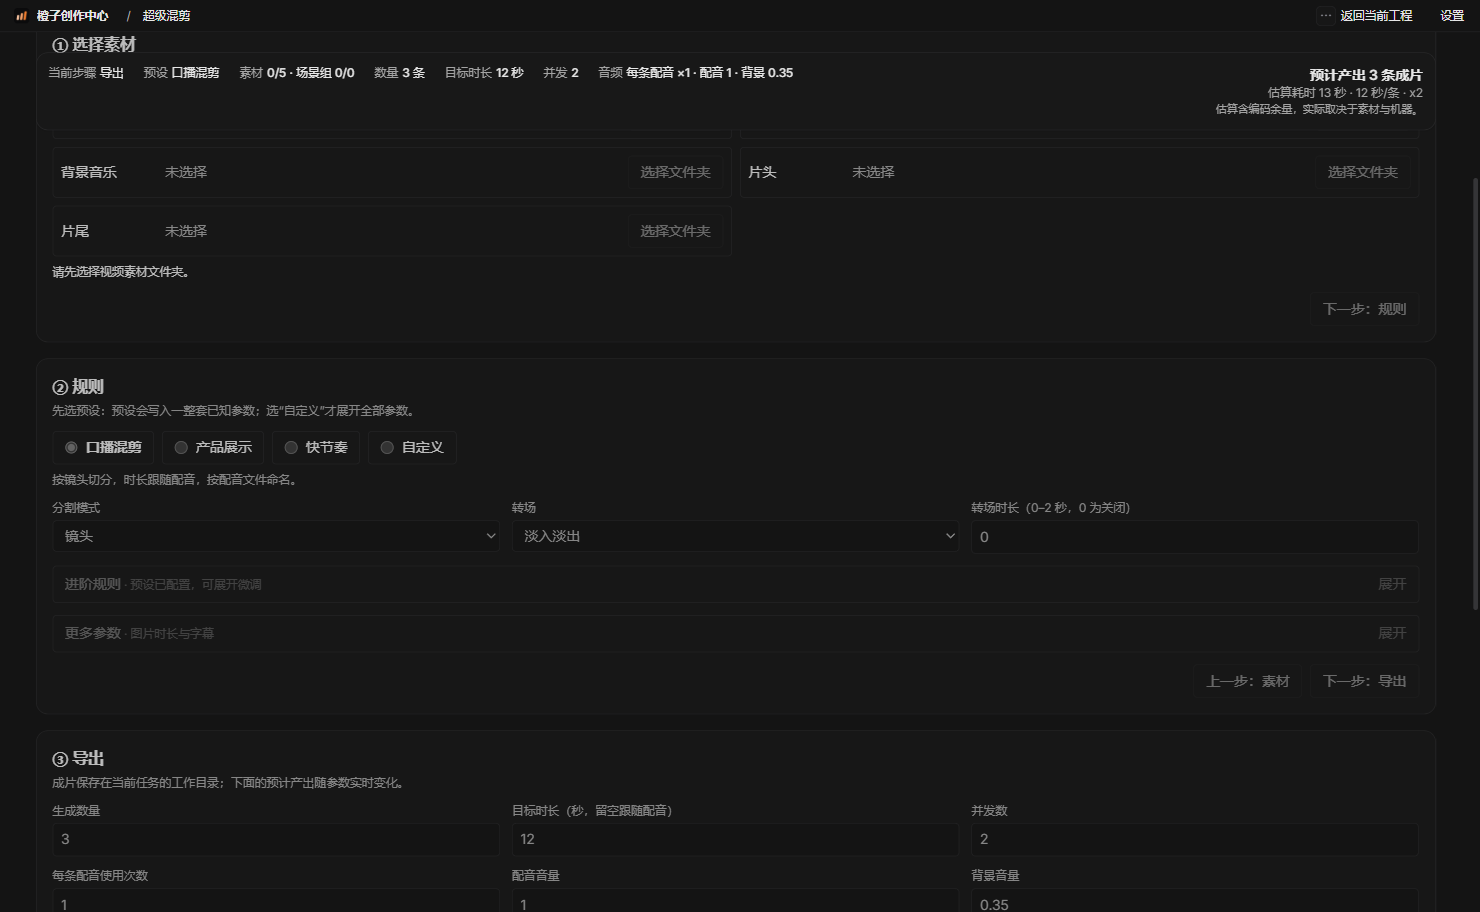 橙子创作中心 / 超级混剪 ··· 返回当前工程 设置
① 选择素材
当前步骤 导出 预设 口播混剪 素材 0/5 · 场景组 0/0 数量 3 条 目标时长 12 秒 并发 2 音频 每条配音 ×1 · 配音 1 · 背景 0.35
预计产出 3 条成片
估算耗时 13 秒 · 12 秒/条 · x2
估算含编码余量，实际取决于素材与机器。
背景音乐 未选择 选择文件夹 片头 未选择 选择文件夹
片尾 未选择 选择文件夹
请先选择视频素材文件夹。
下一步：规则
② 规则
先选预设：预设会写入一整套已知参数；选“自定义”才展开全部参数。
口播混剪 产品展示 快节奏 自定义
按镜头切分，时长跟随配音，按配音文件命名。
分割模式 转场 转场时长（0–2 秒，0 为关闭）
镜头 淡入淡出 0
进阶规则 · 预设已配置，可展开微调 展开
更多参数 · 图片时长与字幕 展开
上一步：素材 下一步：导出
③ 导出
成片保存在当前任务的工作目录；下面的预计产出随参数实时变化。
生成数量 目标时长（秒，留空跟随配音） 并发数
3 12 2
每条配音使用次数 配音音量 背景音量
1 1 0.35